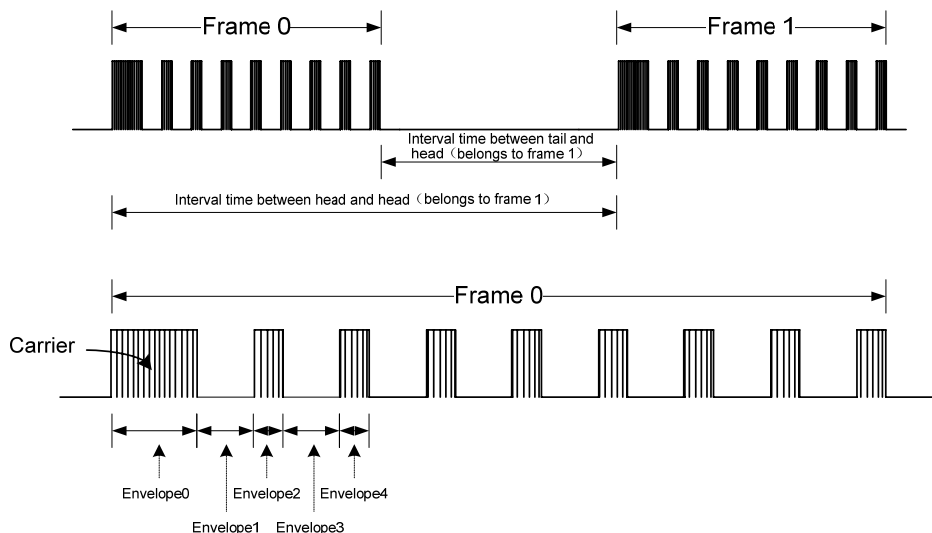 Frame 0
Frame 1
Interval time between tail and
head（belongs to frame 1）
Interval time between head and head（belongs to frame 1）
Frame 0
Carrier
Envelope0
Envelope2
Envelope4
Envelope1
Envelope3